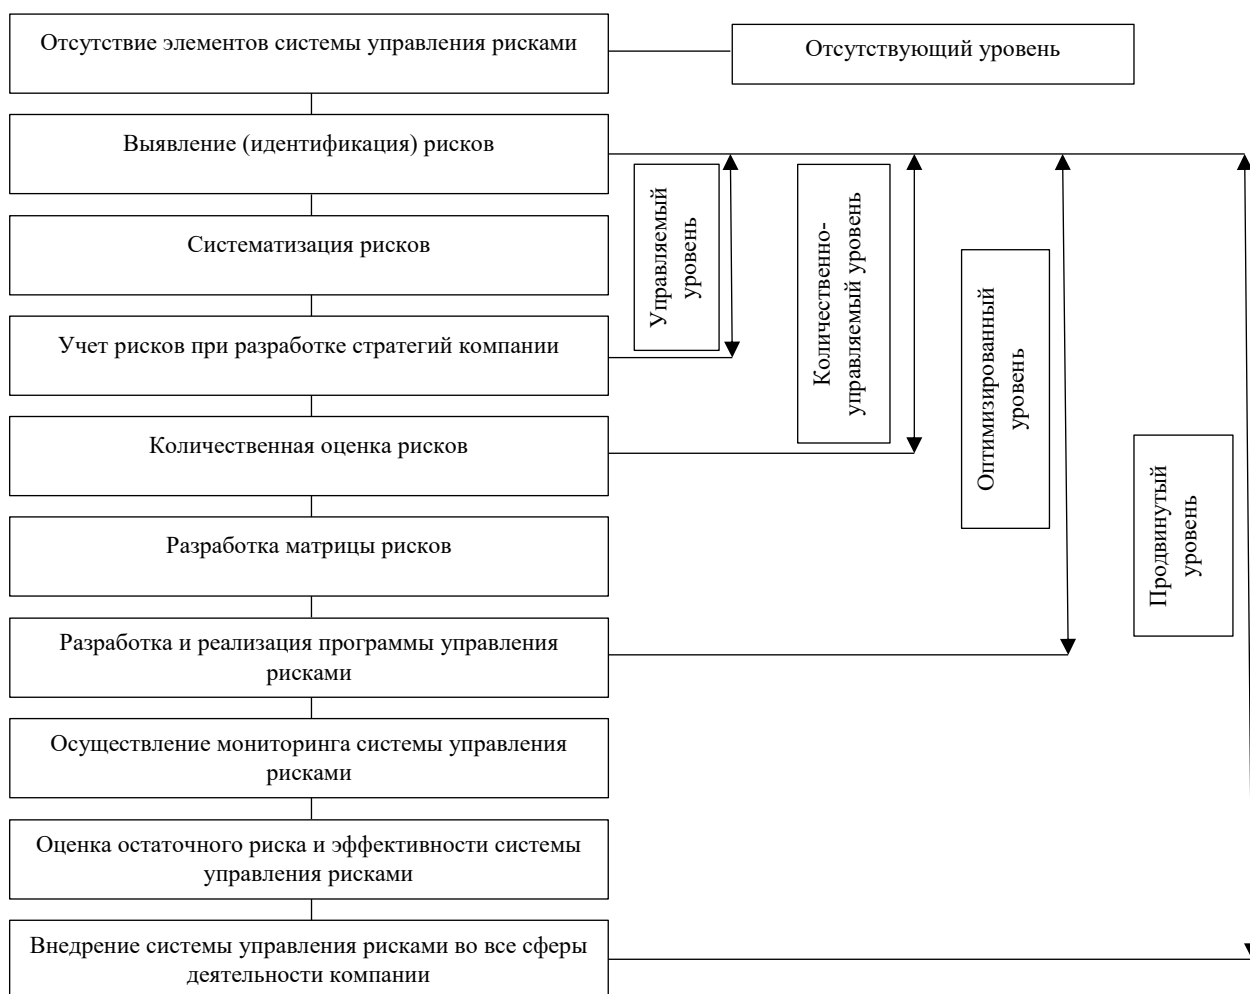 Отсутствие элементов системы управления рисками
Отсутствующий уровень
Выявление (идентификация) рисков
Систематизация рисков
Учет рисков при разработке стратегий компании
Количественная оценка рисков
Разработка матрицы рисков
Разработка и реализация программы управления
рисками
Осуществление мониторинга системы управления
рисками
Оценка остаточного риска и эффективности системы
управления рисками
Внедрение системы управления рисками во все сферы
деятельности компании
Управляемый
уровень
Количественно-
управляемый уровень
Оптимизированный
уровень
Продвинутый
уровень